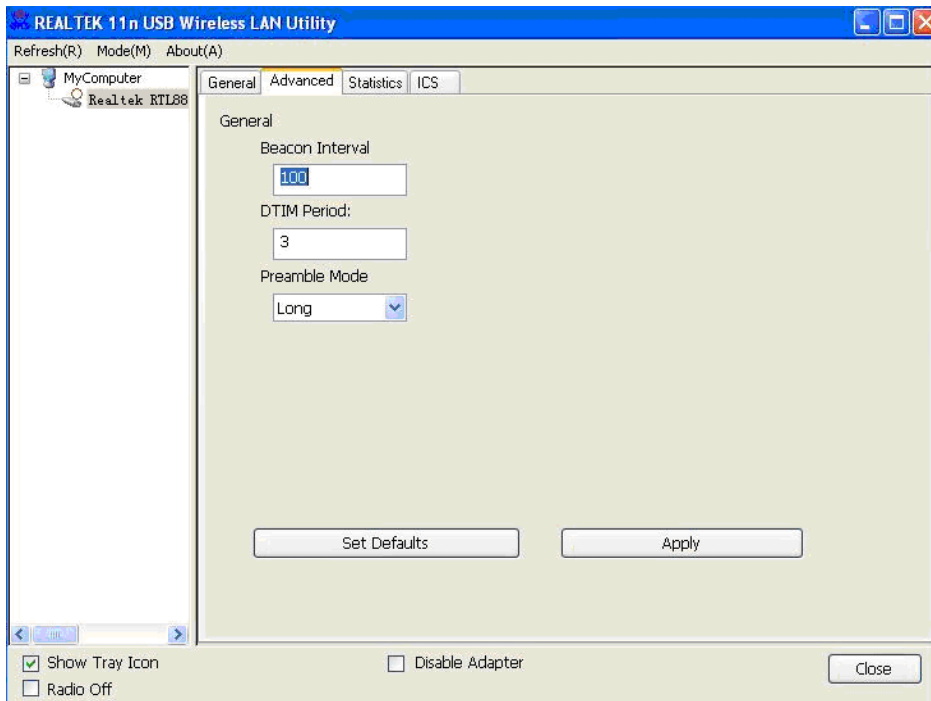 REALTEK 11n USB Wireless LAN Utility
Refresh(R) Mode(M) About(A)
MyComputer
Realtek RTL88
General Advanced Statistics ICS
General
Beacon Interval
100
DTIM Period:
3
Preamble Mode
Long
Set Defaults Apply
Show Tray Icon Disable Adapter
Radio Off
Close